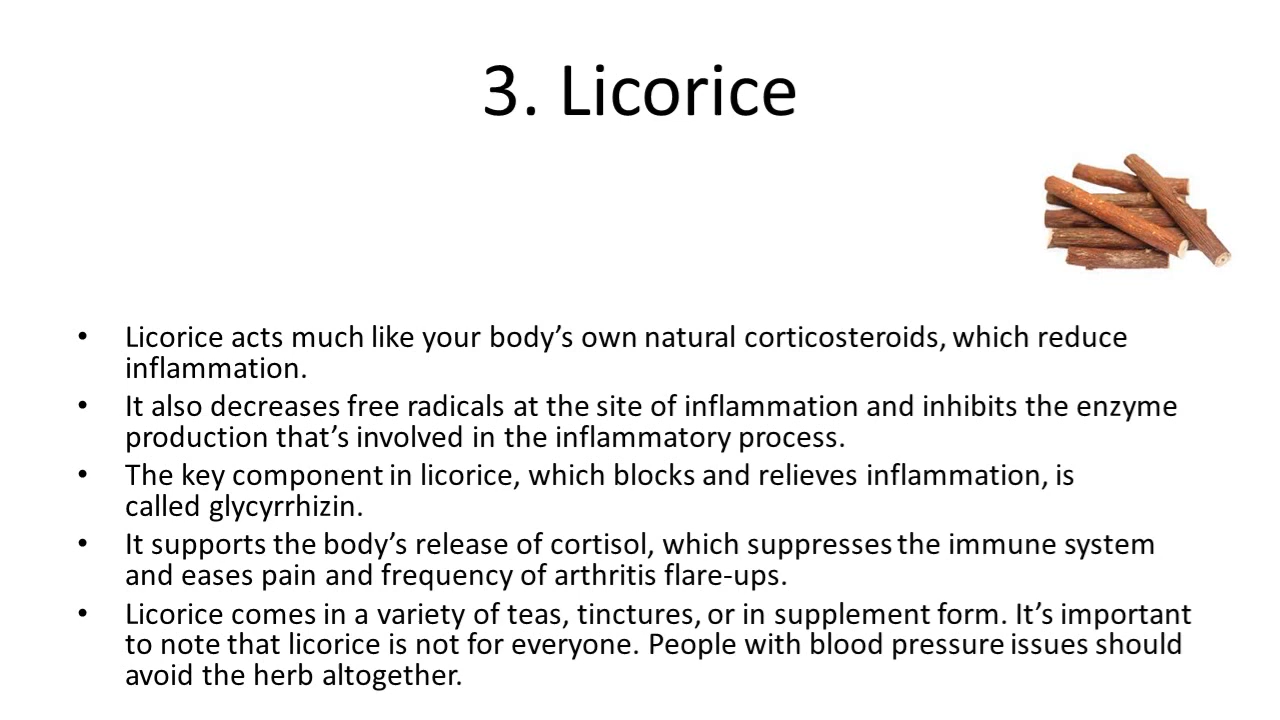 3. Licorice
• Licorice acts much like your body’s own natural corticosteroids, which reduce
inflammation.
• It also decreases free radicals at the site of inflammation and inhibits the enzyme
production that’s involved in the inflammatory process.
• The key component in licorice, which blocks and relieves inflammation, is
called glycyrrhizin.
• It supports the body’s release of cortisol, which suppresses the immune system
and eases pain and frequency of arthritis flare-ups.
• Licorice comes in a variety of teas, tinctures, or in supplement form. It’s important
to note that licorice is not for everyone. People with blood pressure issues should
avoid the herb altogether.